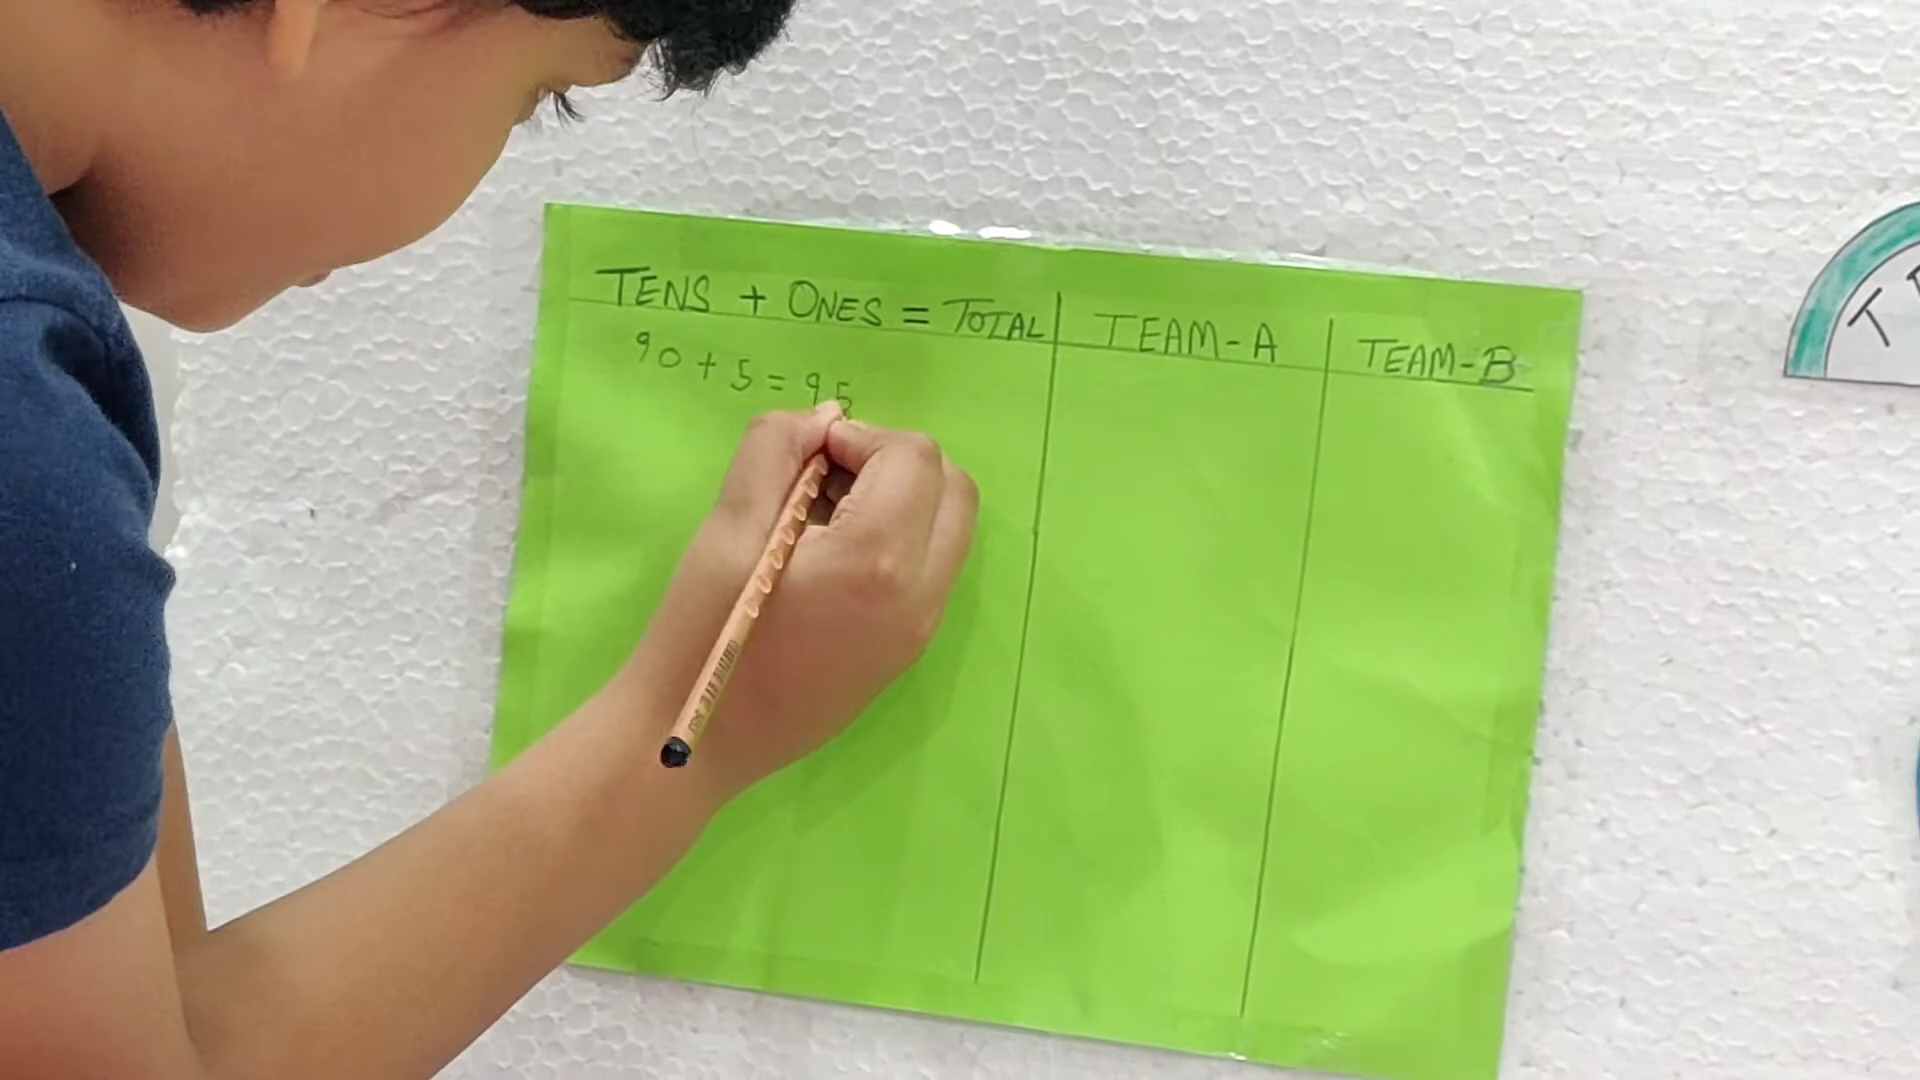 TENS + ONES = TOTAL
TEAM-A
TEAM-B
90 + 5 = 95